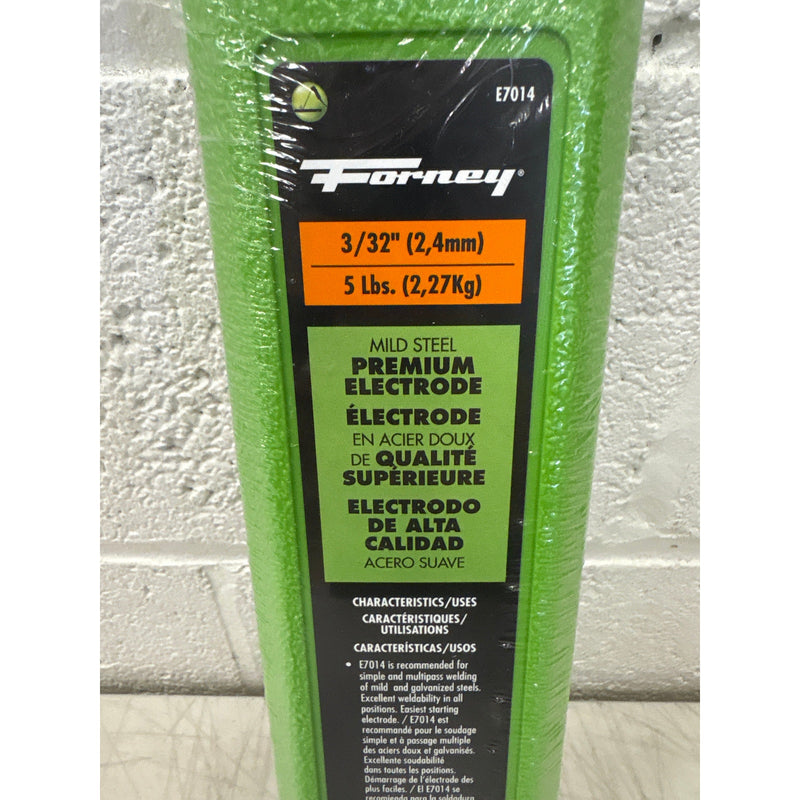 E7014
Forney®
3/32" (2,4mm)
5 Lbs. (2,27Kg)
MILD STEEL
PREMIUM
ELECTRODE
ÉLECTRODE
EN ACIER DOUX
DE QUALITÉ
SUPÉRIEURE
ELECTRODO
DE ALTA
CALIDAD
ACERO SUAVE
CHARACTERISTICS/USES
CARACTÉRISTIQUES/
UTILISATIONS
CARACTERÍSTICAS/USOS
• E7014 is recommended for
simple and multipass welding
of mild and galvanized steels.
Excellent weldability in all
positions. Easiest starting
electrode. / E7014 est
recommandé pour le soudage
simple et à passage multiple
des aciers doux et galvanisés.
Excellente soudabilité
dans toutes les positions.
Démarrage de l'électrode des
plus faciles. / El E7014 se
recomienda para la soldadura